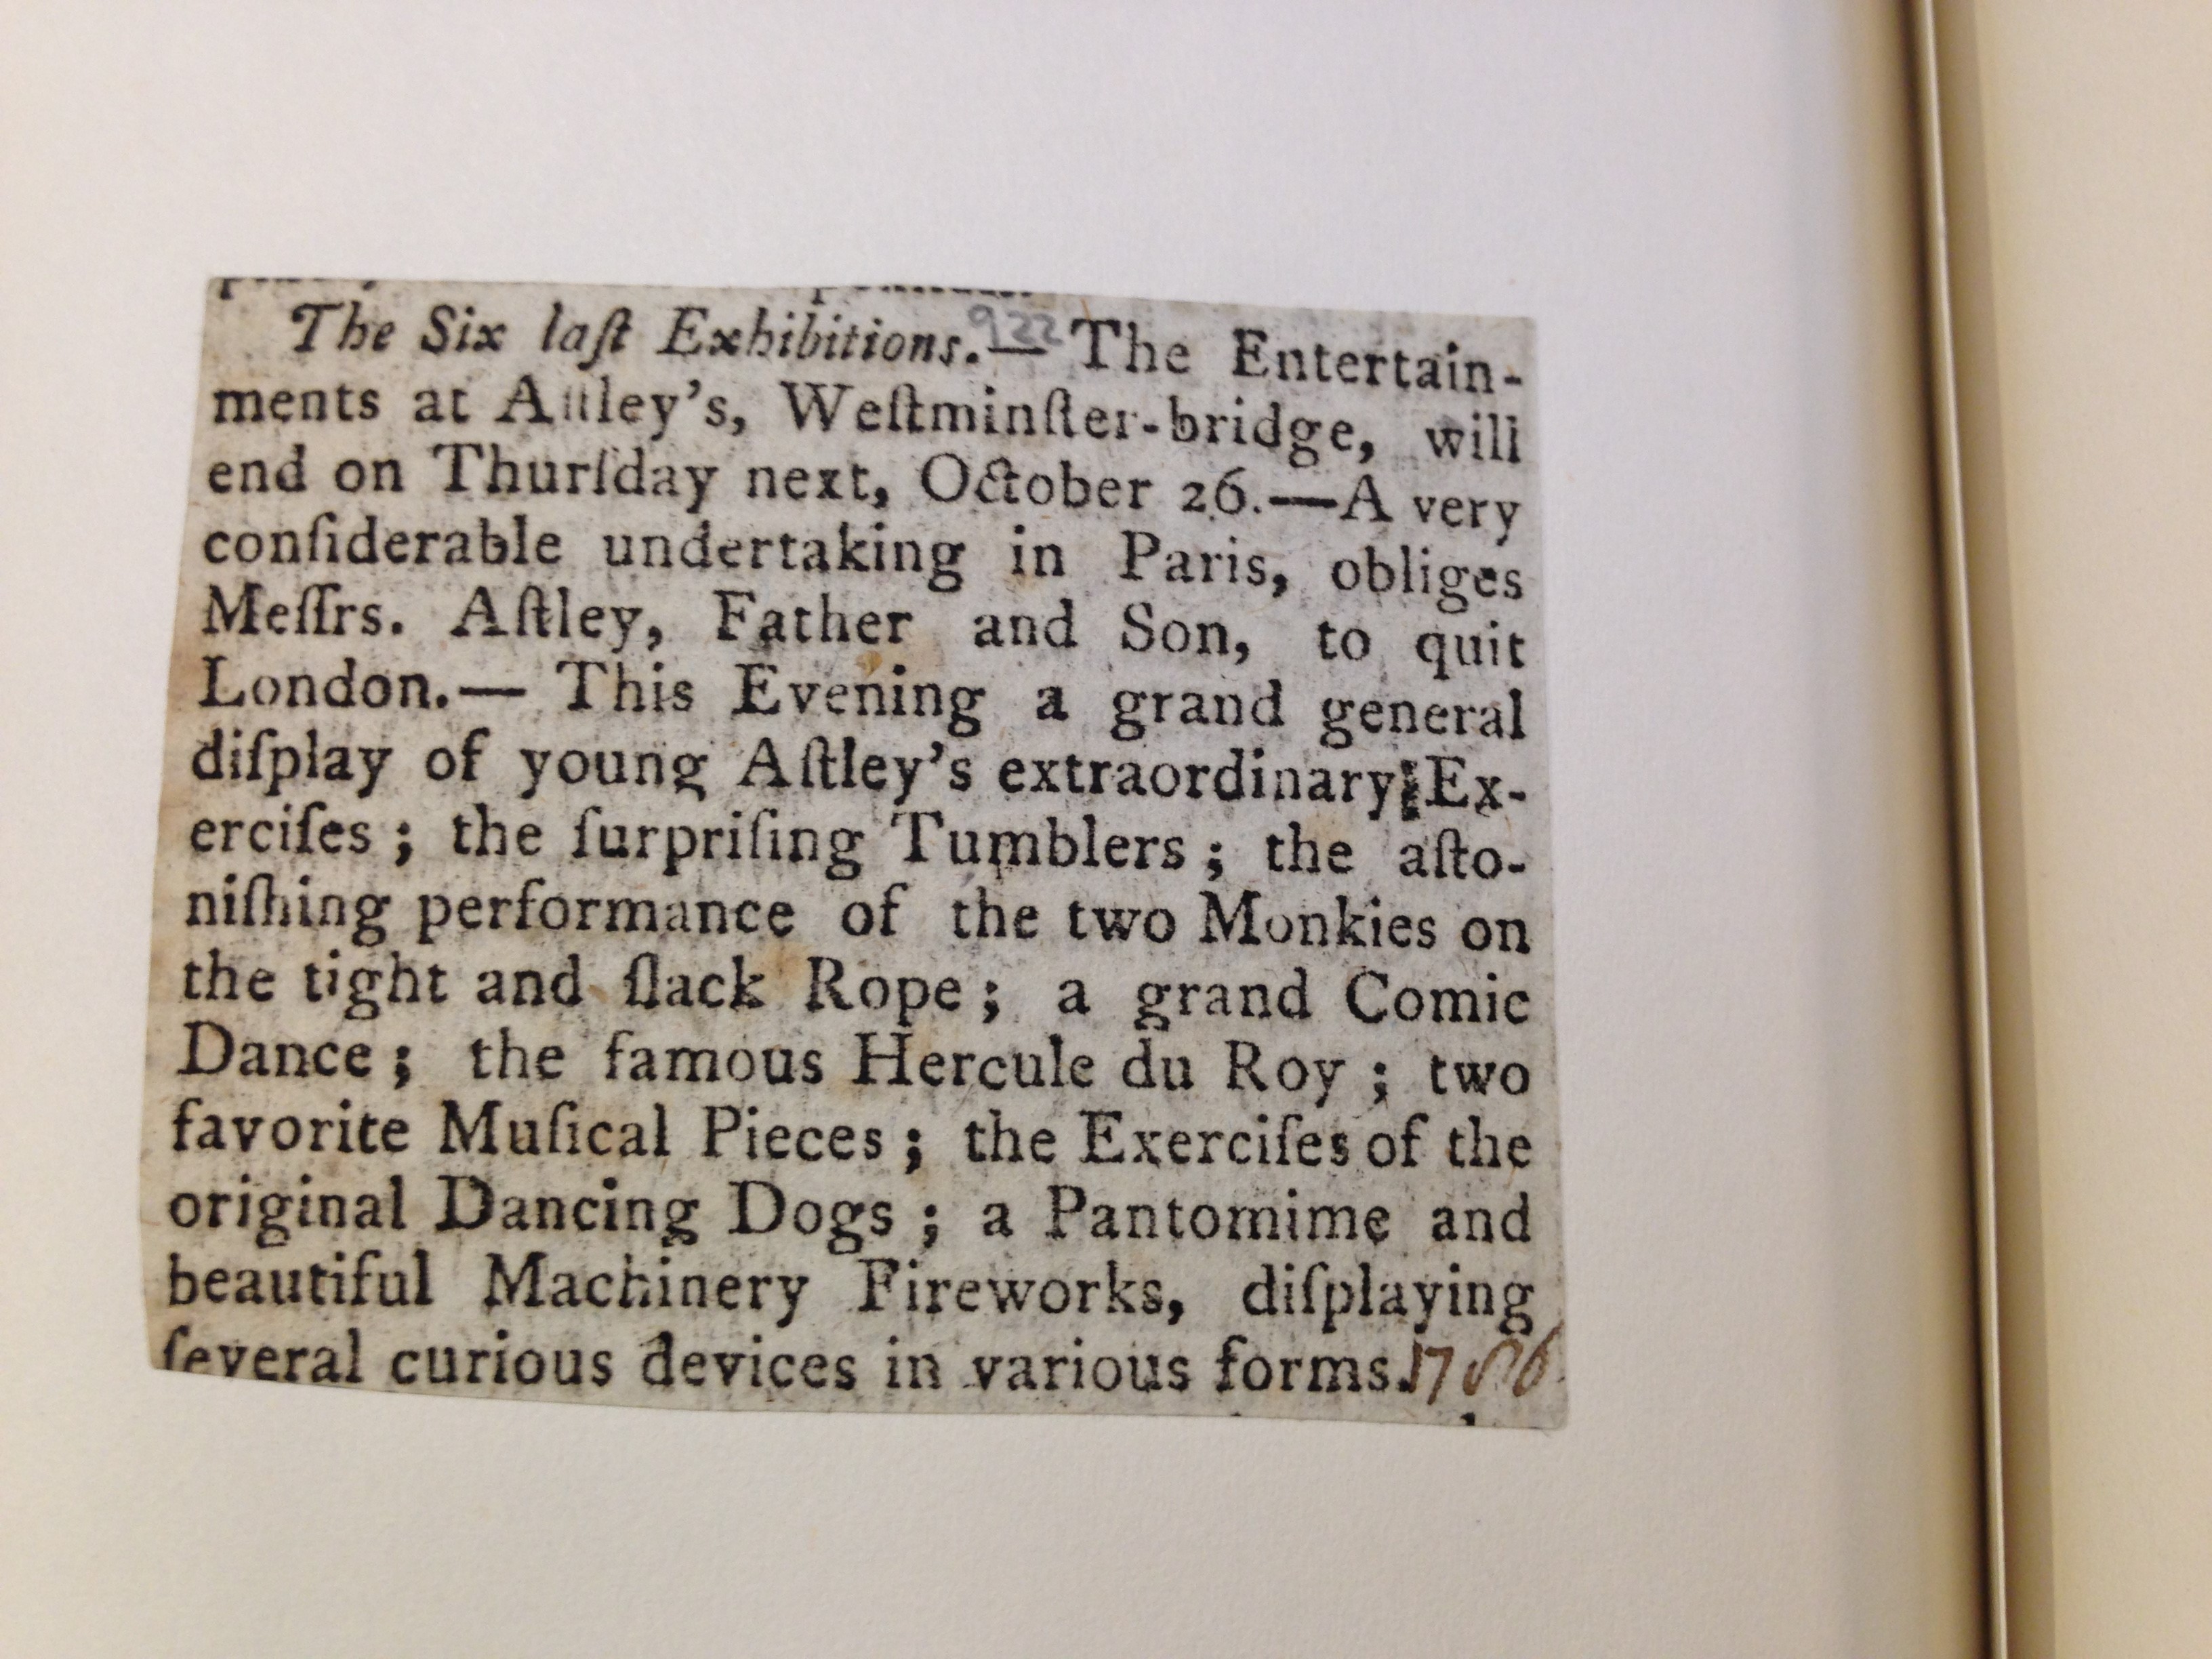 The Six laſt Exhibitions.— The Entertain-
922
ments at Aſtley's, Weſtminſter-bridge, will
end on Thurſday next, October 26.—A very
conſiderable undertaking in Paris, obliges
Meſſrs. Aſtley, Father and Son, to quit
London.— This Evening a grand general
diſplay of young Aſtley's extraordinary Ex-
erciſes ; the ſurpriſing Tumblers ; the aſto-
niſhing performance of the two Monkies on
the tight and ſlack Rope ; a grand Comic
Dance ; the famous Hercule du Roy ; two
favorite Muſical Pieces ; the Exerciſes of the
original Dancing Dogs ; a Pantomime and
beautiful Machinery Fireworks, diſplaying
ſeveral curious devices in various forms.
1786